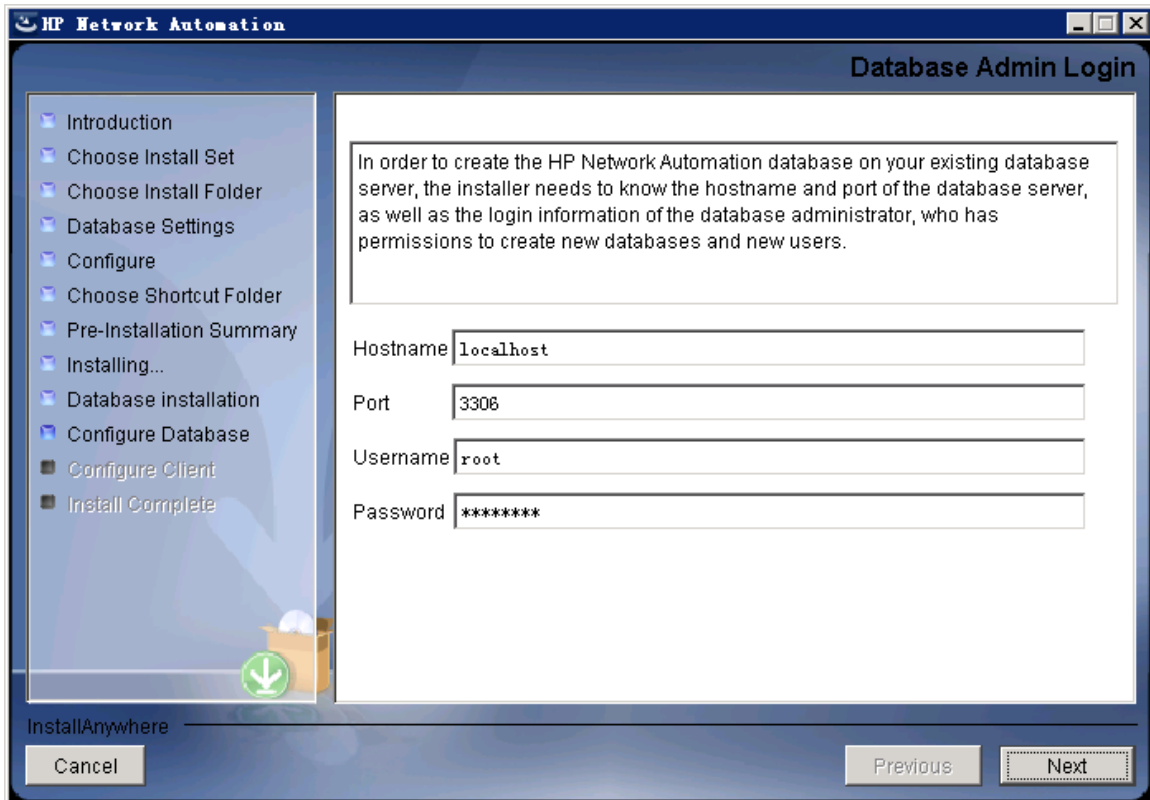 HP Network Automation
Database Admin Login
Introduction
Choose Install Set
Choose Install Folder
Database Settings
Configure
Choose Shortcut Folder
Pre-Installation Summary
Installing...
Database installation
Configure Database
Configure Client
Install Complete
In order to create the HP Network Automation database on your existing database
server, the installer needs to know the hostname and port of the database server,
as well as the login information of the database administrator, who has
permissions to create new databases and new users.
Hostname localhost
Port 3306
Username root
Password ********
InstallAnywhere
Cancel
Previous
Next